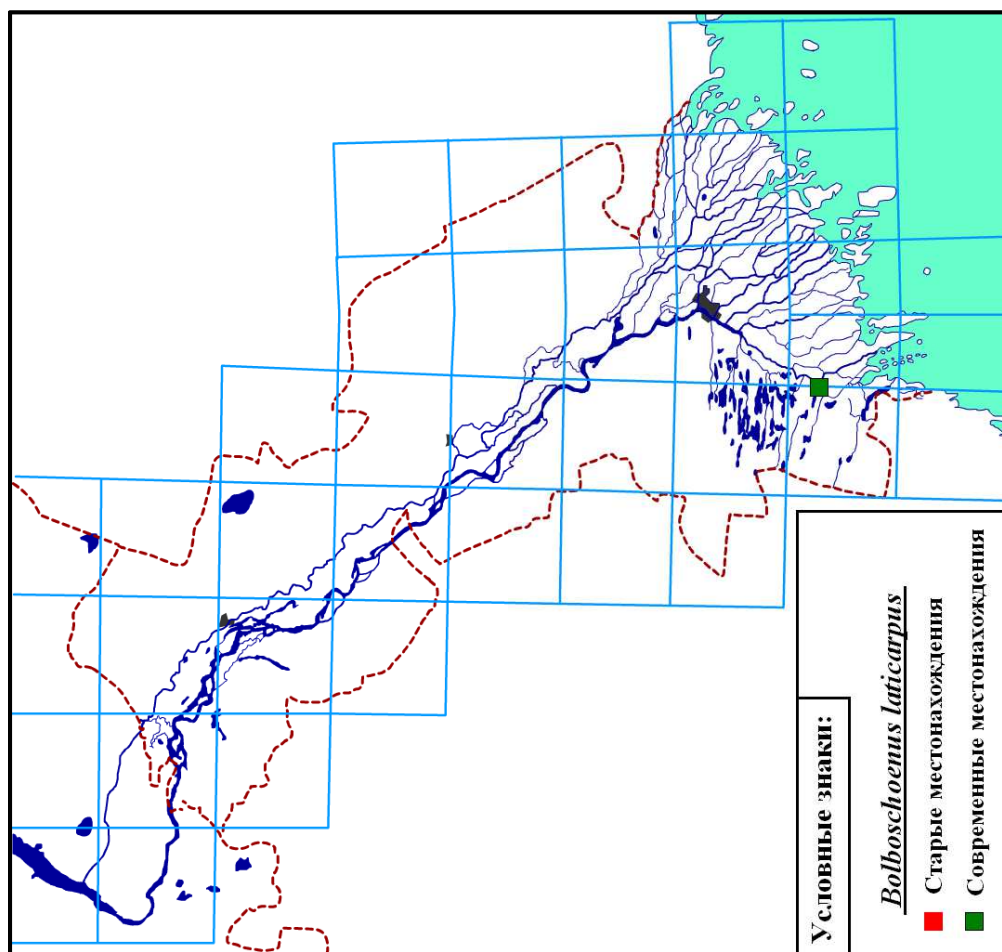 Условные знаки:
Bolboschoenus laticarpus
Старые местонахождения
Современные местонахождения